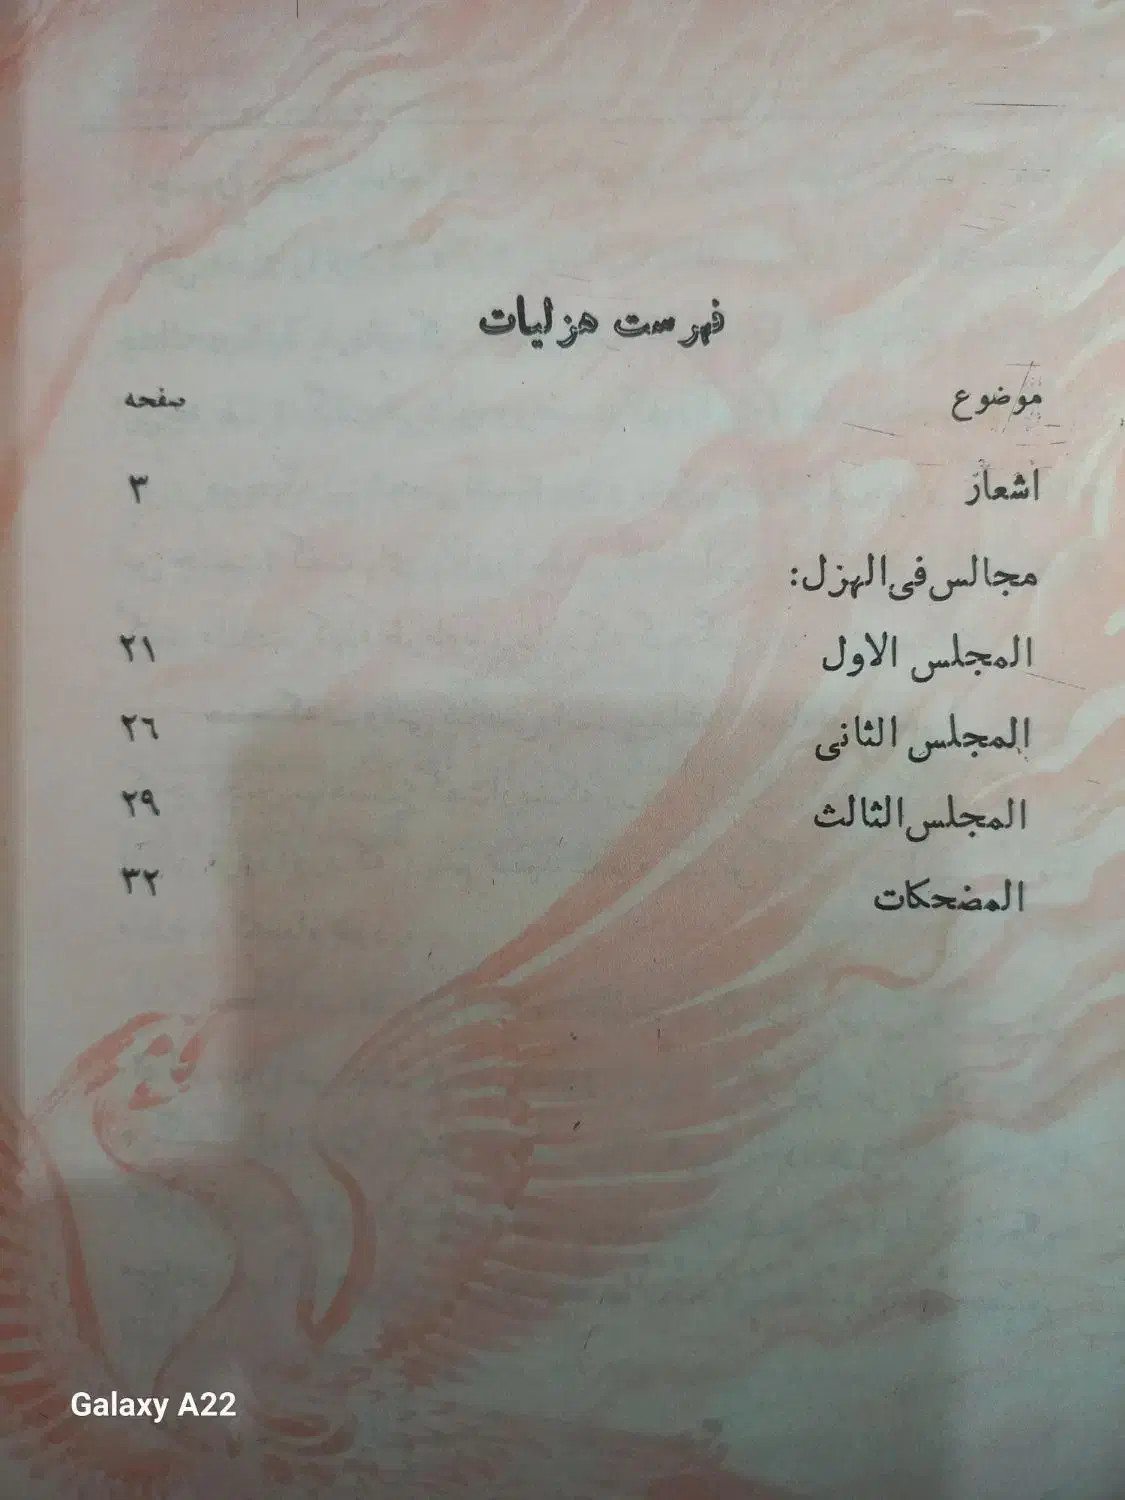 فهرست هزلیات
موضوع صفحه
اشعار ۳
مجالس فی الهزل:
المجلس الاول ۲۱
المجلس الثانی ۲۶
المجلس الثالث ۲۹
المضحکات ۳۲
Galaxy A22